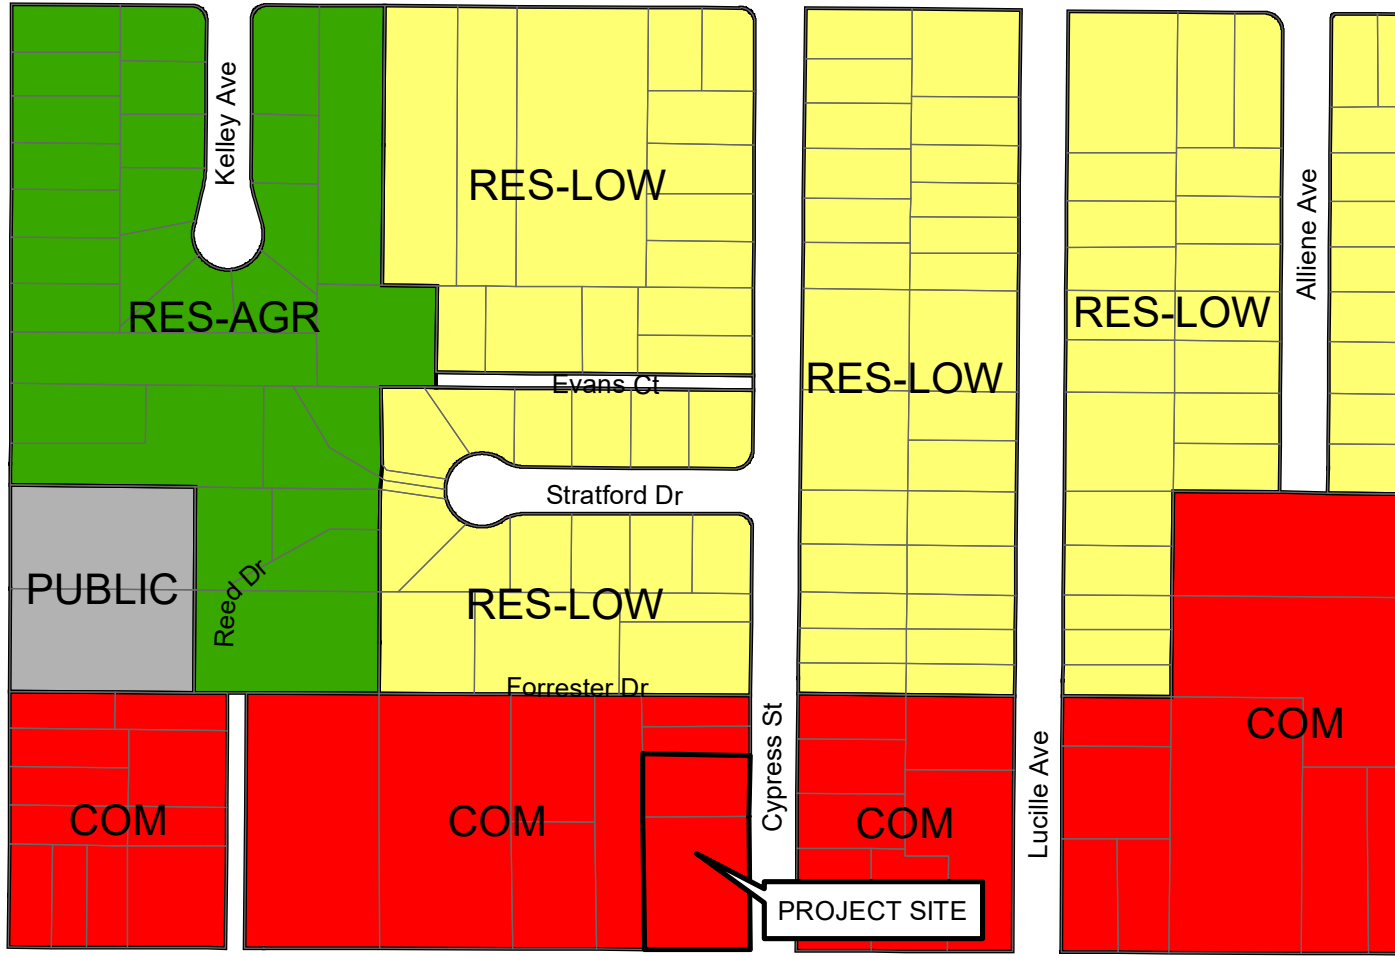 Kelley Ave
RES-LOW
Alliene Ave
RES-AGR
RES-LOW
RES-LOW
Evans Ct
Stratford Dr
PUBLIC
Reed Dr
RES-LOW
Forrester Dr
Cypress St
Lucille Ave
COM
COM
COM
COM
PROJECT SITE